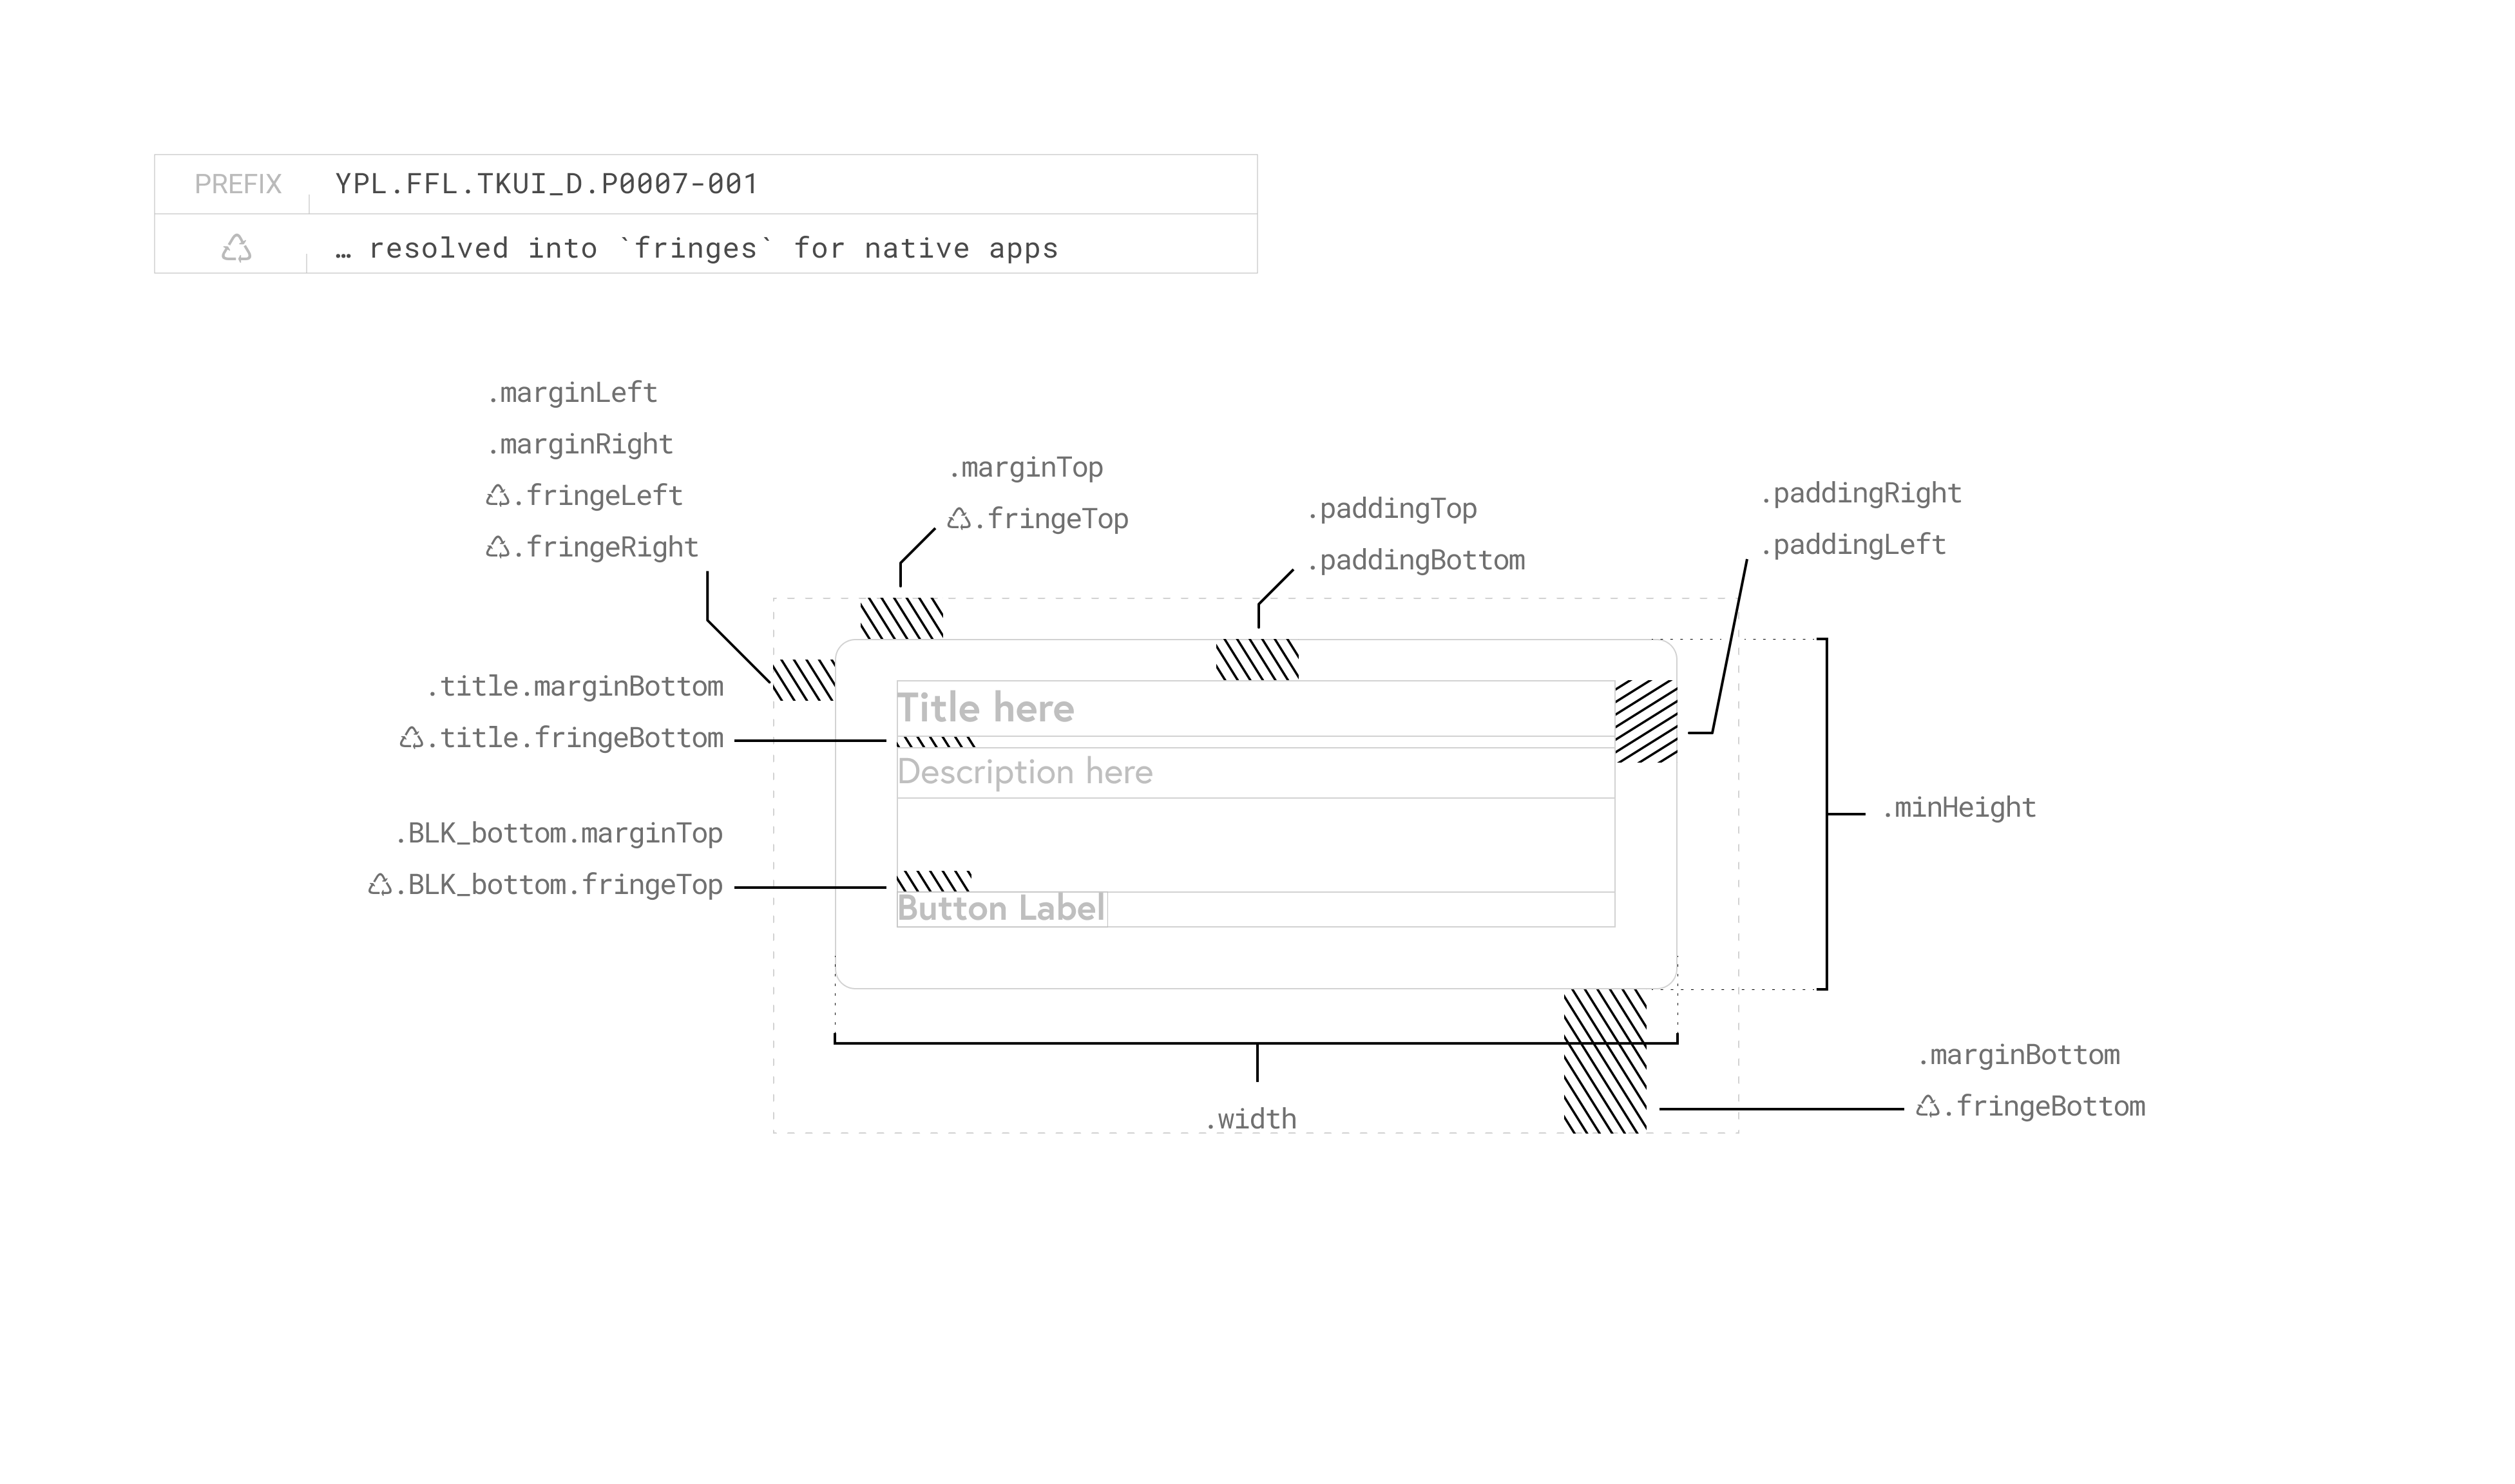 PREFIX YPL.FFL.TKUI_D.P0007-001
♺ … resolved into `fringes` for native apps
.marginLeft
.marginRight
♺.fringeLeft
♺.fringeRight
.marginTop
♺.fringeTop
.paddingTop
.paddingBottom
.paddingRight
.paddingLeft
.title.marginBottom
♺.title.fringeBottom
.BLK_bottom.marginTop
♺.BLK_bottom.fringeTop
Title here
Description here
Button Label
.minHeight
.width
.marginBottom
♺.fringeBottom